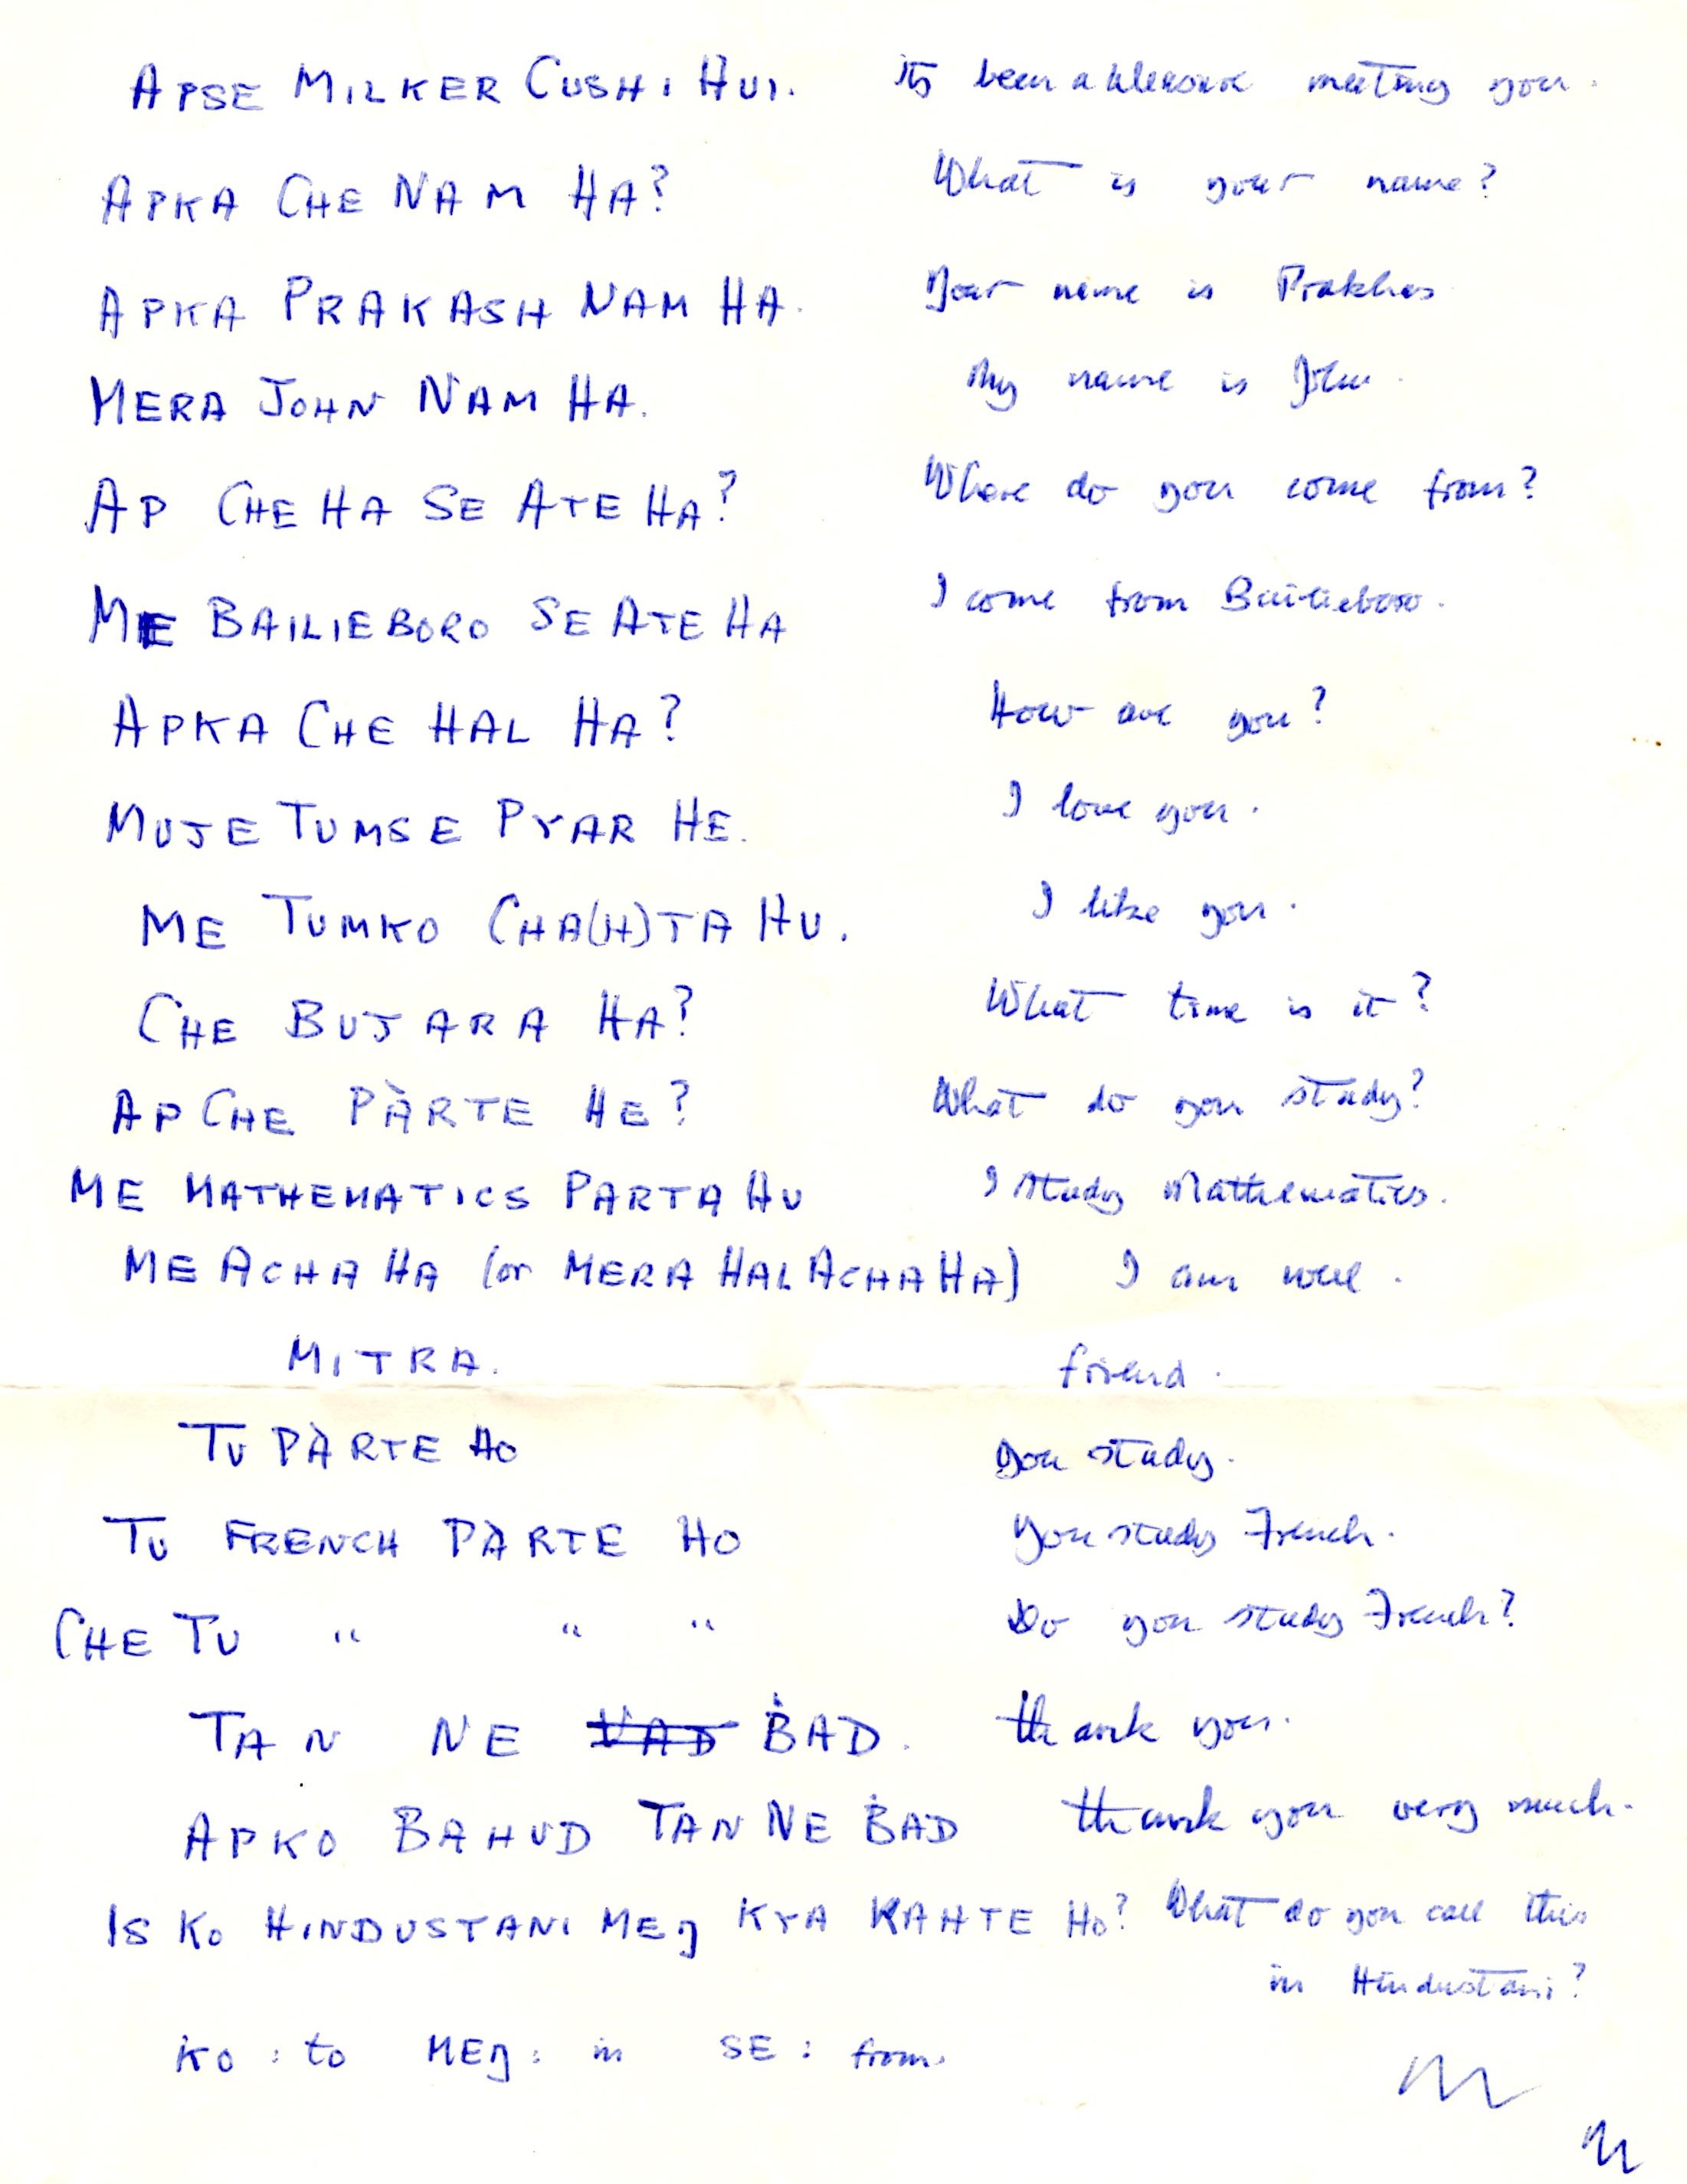 APSE MILKER CUSHI HUI. its been a pleasure meeting you.
APKA CHE NAM HA? What is your name?
APKA PRAKASH NAM HA. Your name is Prakhas
MERA JOHN NAM HA. My name is John.
AP CHE HA SE ATE HA? Where do you come from?
ME BAILIEBORO SE ATE HA I come from Bailieboro.
APKA CHE HAL HA? How are you?
MUJE TUMSE PYAR HE. I love you.
ME TUMKO CHA(H)TA HU. I like you.
CHE BUJARA HA? What time is it?
AP CHE PÀRTE HE? What do you study?
ME MATHEMATICS PARTA HU I study Mathematics.
ME ACHA HA (or MERA HAL ACHA HA) I am well.
MITRA. friend.
TU PÀRTE HO you study.
TU FRENCH PÀRTE HO You study French.
CHE TU " " " Do you study French?
TAN NE VAD BAD. thank you.
APKO BAHUD TAN NE BAD thank you very much.
IS KO HINDUSTANI MEŋ KYA KAHTE HO? What do you call this
in Hindustani?
KO : to MEŋ : in SE : from.